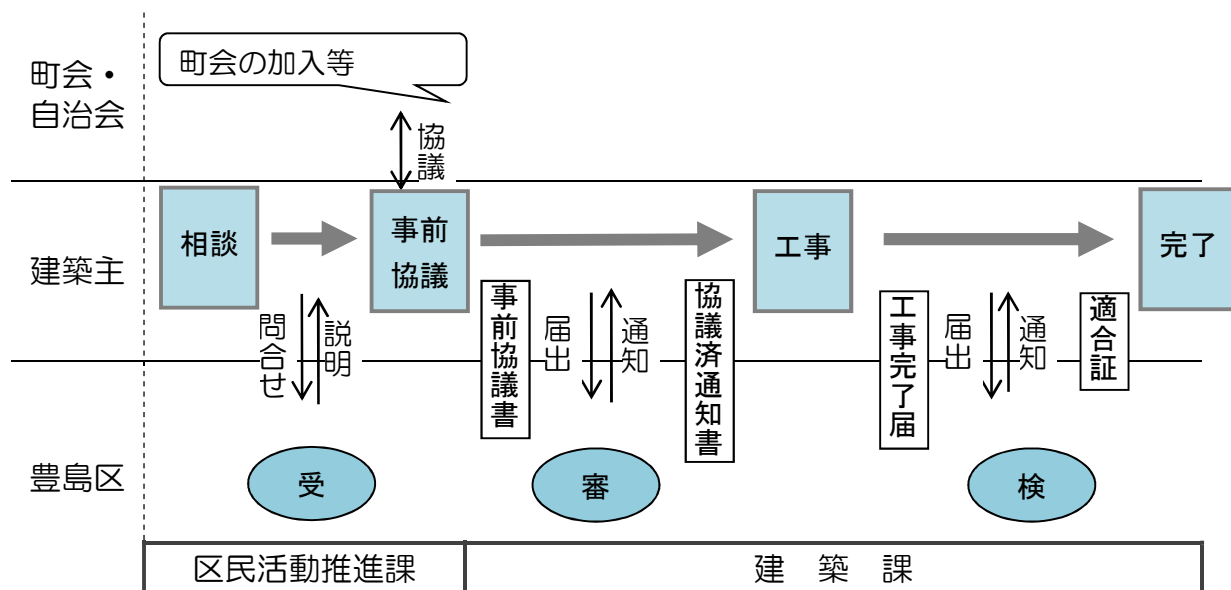 町会・
自治会
町会の加入等
協議
建築主
相談
事前
協議
工事
完了
問合せ
説明
事前協議書
届出
通知
協議済通知書
工事完了届
届出
通知
適合証
豊島区
受
審
検
区民活動推進課
建 築 課